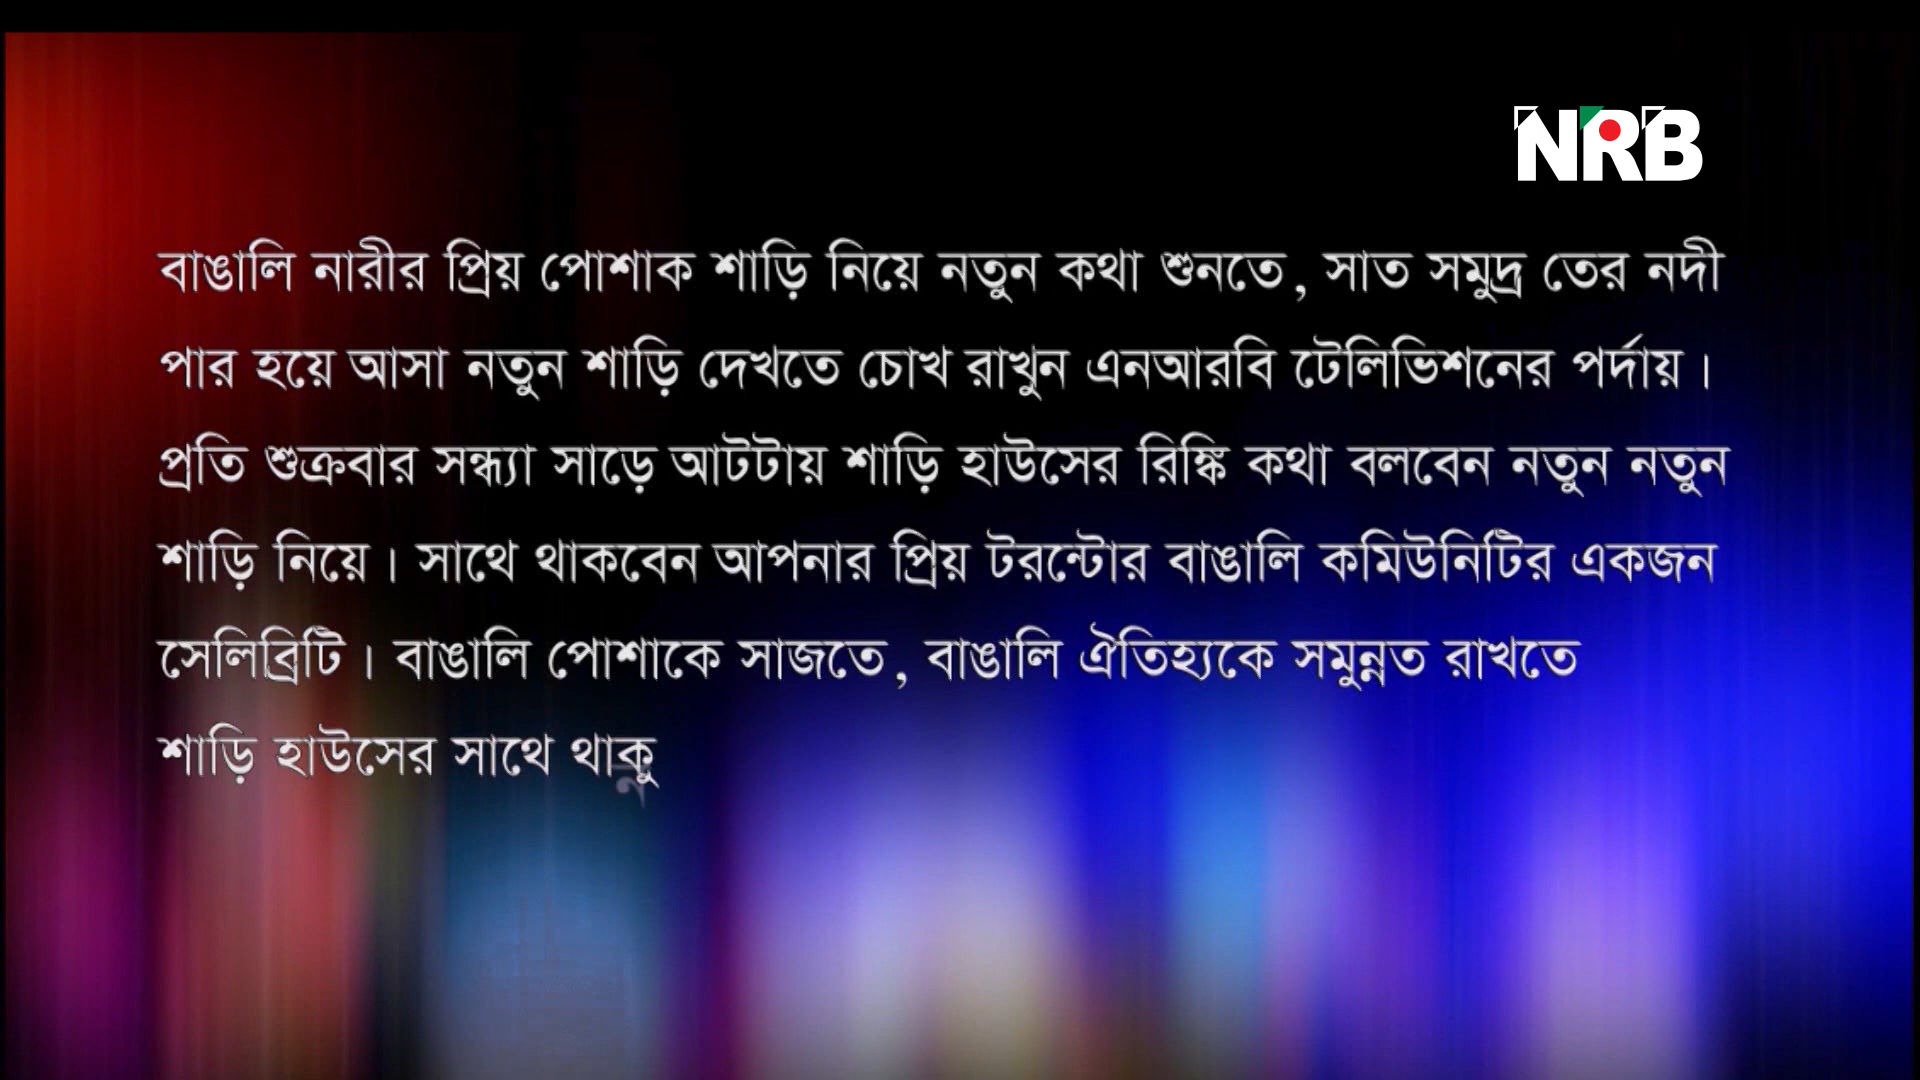 NRB
বাঙালি নারীর প্রিয় পোশাক শাড়ি নিয়ে নতুন কথা শুনতে, সাত সমুদ্র তের নদী
পার হয়ে আসা নতুন শাড়ি দেখতে চোখ রাখুন এনআরবি টেলিভিশনের পর্দায়।
প্রতি শুক্রবার সন্ধ্যা সাড়ে আটটায় শাড়ি হাউসের রিঙ্কি কথা বলবেন নতুন নতুন
শাড়ি নিয়ে। সাথে থাকবেন আপনার প্রিয় টরন্টোর বাঙালি কমিউনিটির একজন
সেলিব্রিটি। বাঙালি পোশাকে সাজতে, বাঙালি ঐতিহ্যকে সমুন্নত রাখতে
শাড়ি হাউসের সাথে থাকুন